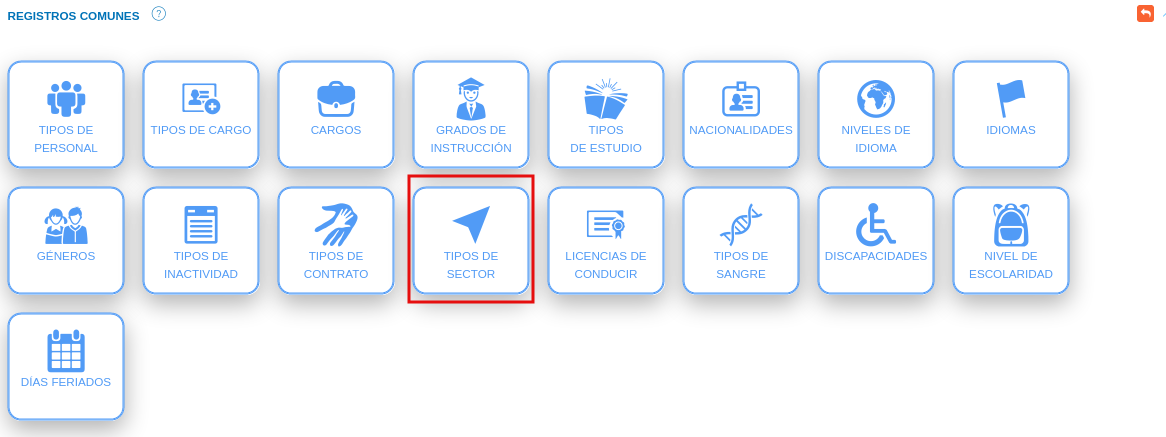 REGISTROS COMUNES ?
TIPOS DE
PERSONAL
TIPOS DE CARGO
CARGOS
GRADOS DE
INSTRUCCIÓN
TIPOS
DE ESTUDIO
NACIONALIDADES
NIVELES DE
IDIOMA
IDIOMAS
GÉNEROS
TIPOS DE
INACTIVIDAD
TIPOS DE
CONTRATO
TIPOS DE
SECTOR
LICENCIAS DE
CONDUCIR
TIPOS DE
SANGRE
DISCAPACIDADES
NIVEL DE
ESCOLARIDAD
DÍAS FERIADOS